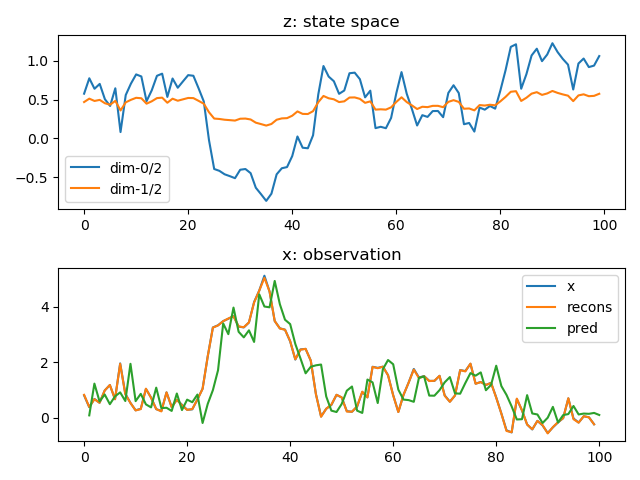 z: state space
1.0
0.5
0.0
−0.5
dim-0/2
dim-1/2
0 20 40 60 80 100
x: observation
4
2
0
x
recons
pred
0 20 40 60 80 100